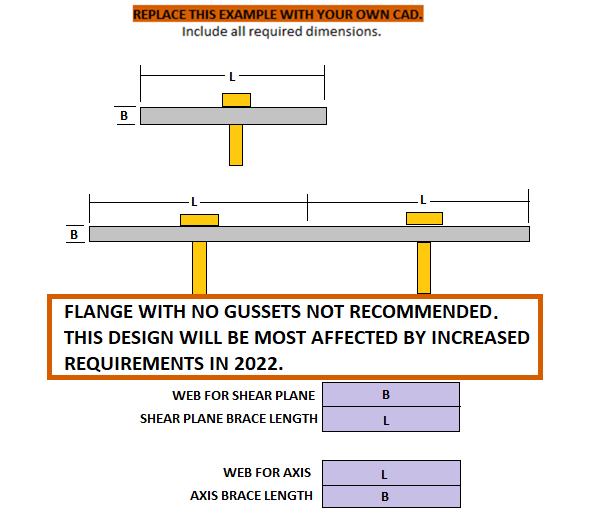 REPLACE THIS EXAMPLE WITH YOUR OWN CAD.
Include all required dimensions.
L
B
L
L
B
FLANGE WITH NO GUSSETS NOT RECOMMENDED.
THIS DESIGN WILL BE MOST AFFECTED BY INCREASED
REQUIREMENTS IN 2022.
WEB FOR SHEAR PLANE B
SHEAR PLANE BRACE LENGTH L
WEB FOR AXIS L
AXIS BRACE LENGTH B